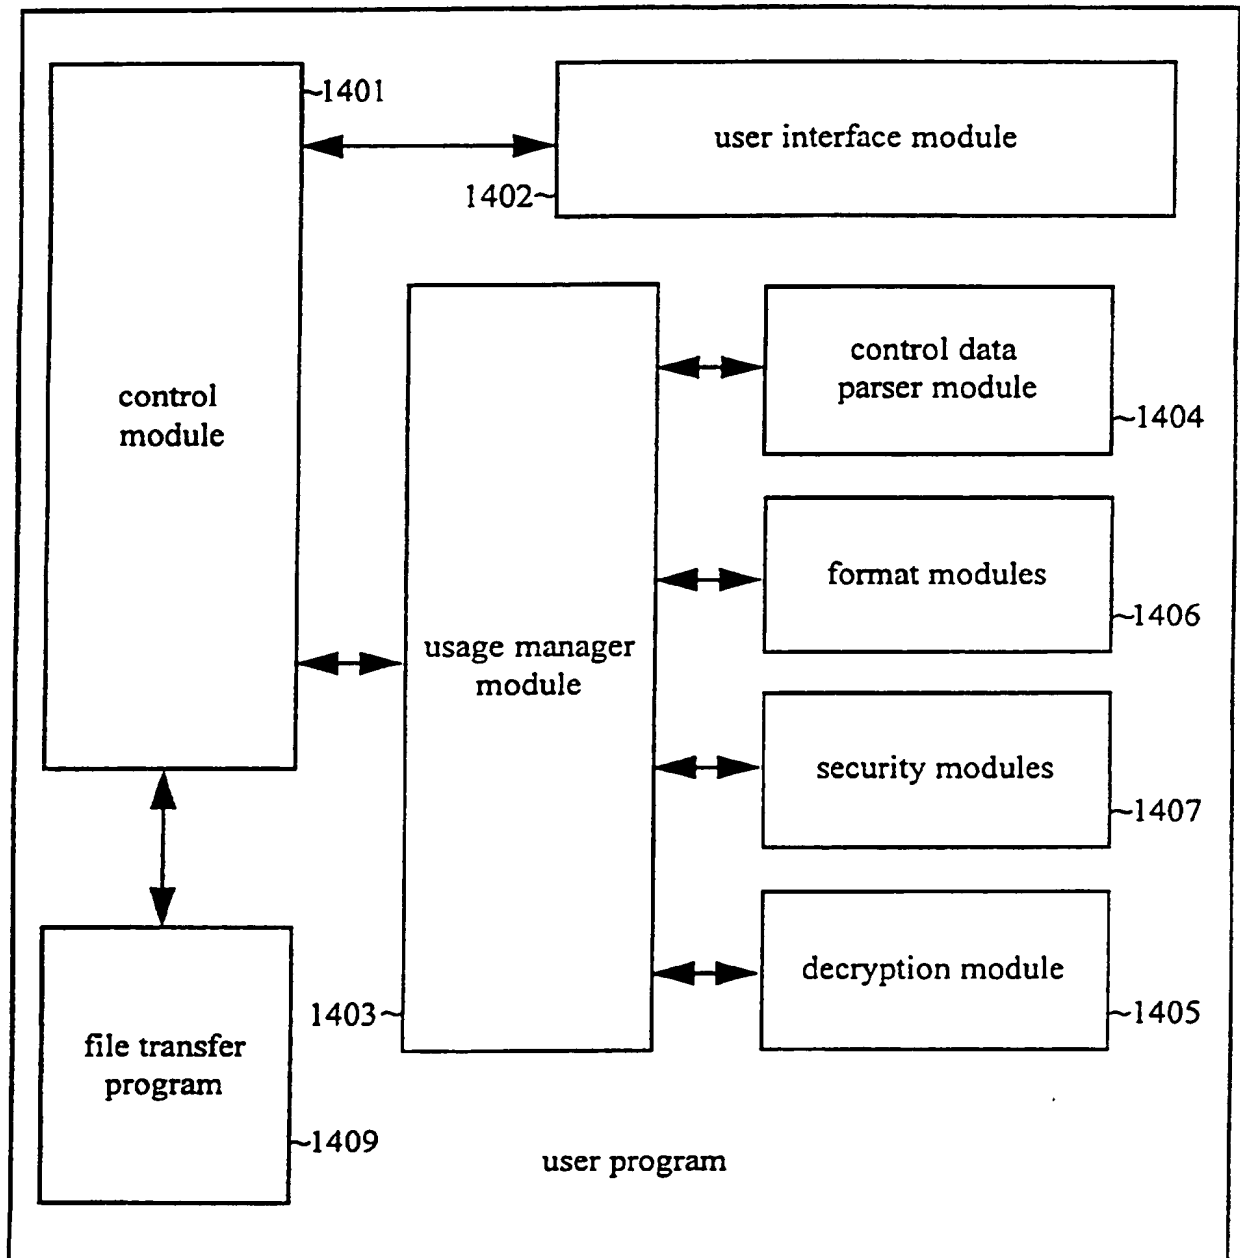 1401
user interface module
1402
control
module
control data
parser module
1404
format modules
1406
usage manager
module
security modules
1407
decryption module
1405
1403
file transfer
program
1409
user program